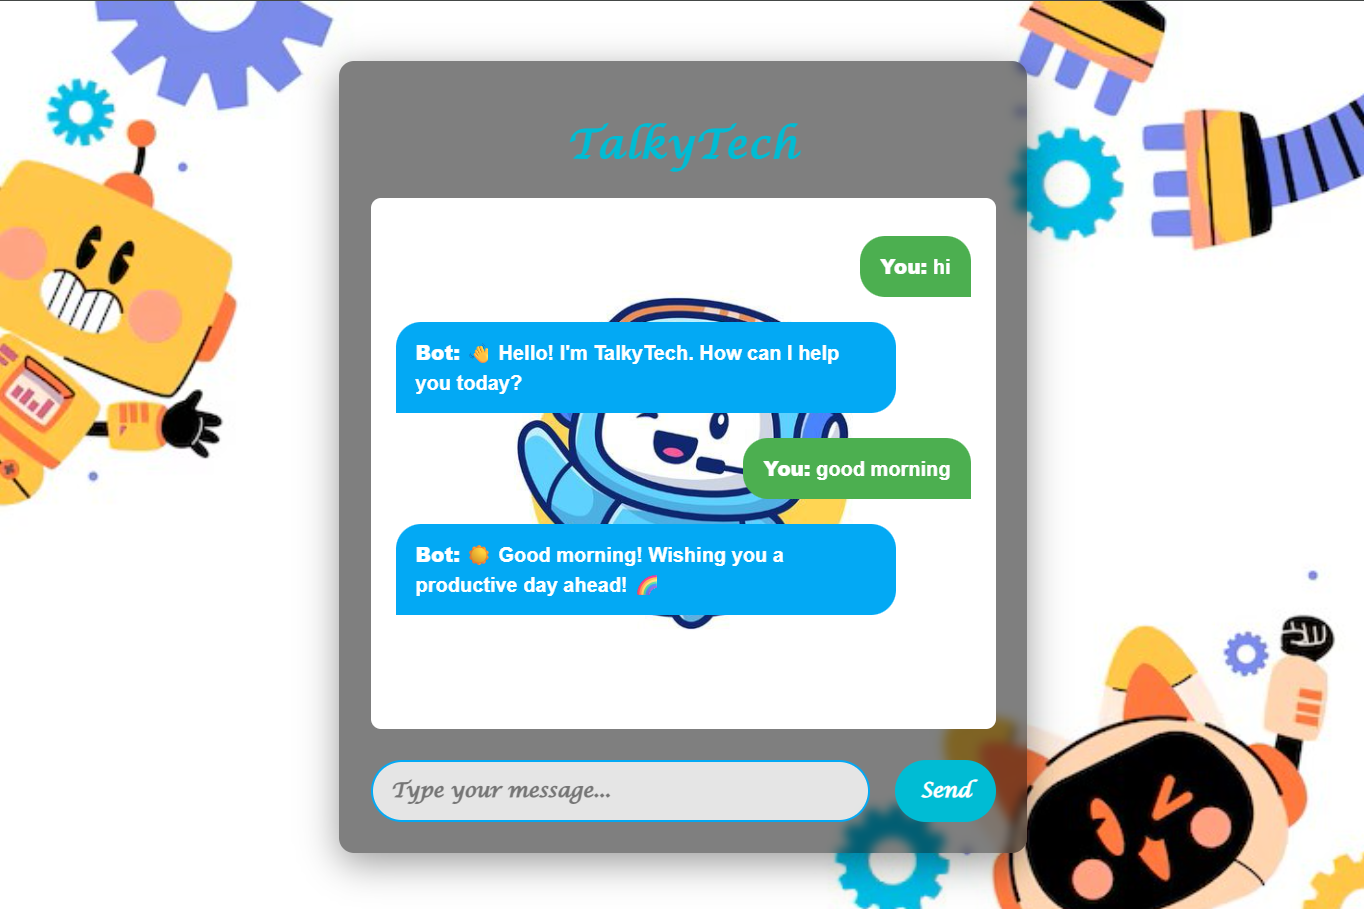 TalkyTech
You: hi
Bot: 👋 Hello! I'm TalkyTech. How can I help
you today?
You: good morning
Bot: 🌞 Good morning! Wishing you a
productive day ahead! 🌈
Type your message...
Send